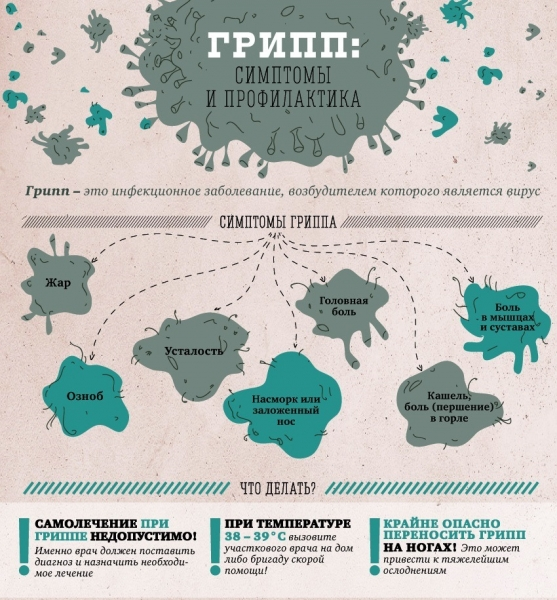 ГРИПП:
СИМПТОМЫ
И ПРОФИЛАКТИКА
Грипп – это инфекционное заболевание, возбудителем которого является вирус
СИМПТОМЫ ГРИППА
Жар
Головная
боль
Боль
в мышцах
и суставах
Усталость
Озноб
Насморк или
заложенный
нос
Кашель,
боль (першение)
в горле
ЧТО ДЕЛАТЬ?
! САМОЛЕЧЕНИЕ ПРИ
ГРИППЕ НЕДОПУСТИМО!
Именно врач должен поставить
диагноз и назначить необходи-
мое лечение
! ПРИ ТЕМПЕРАТУРЕ
38 – 39°С вызовите
участкового врача на дом
либо бригаду скорой
помощи!
! КРАЙНЕ ОПАСНО
ПЕРЕНОСИТЬ ГРИПП
НА НОГАХ! Это может
привести к тяжелейшим
ослоднениям